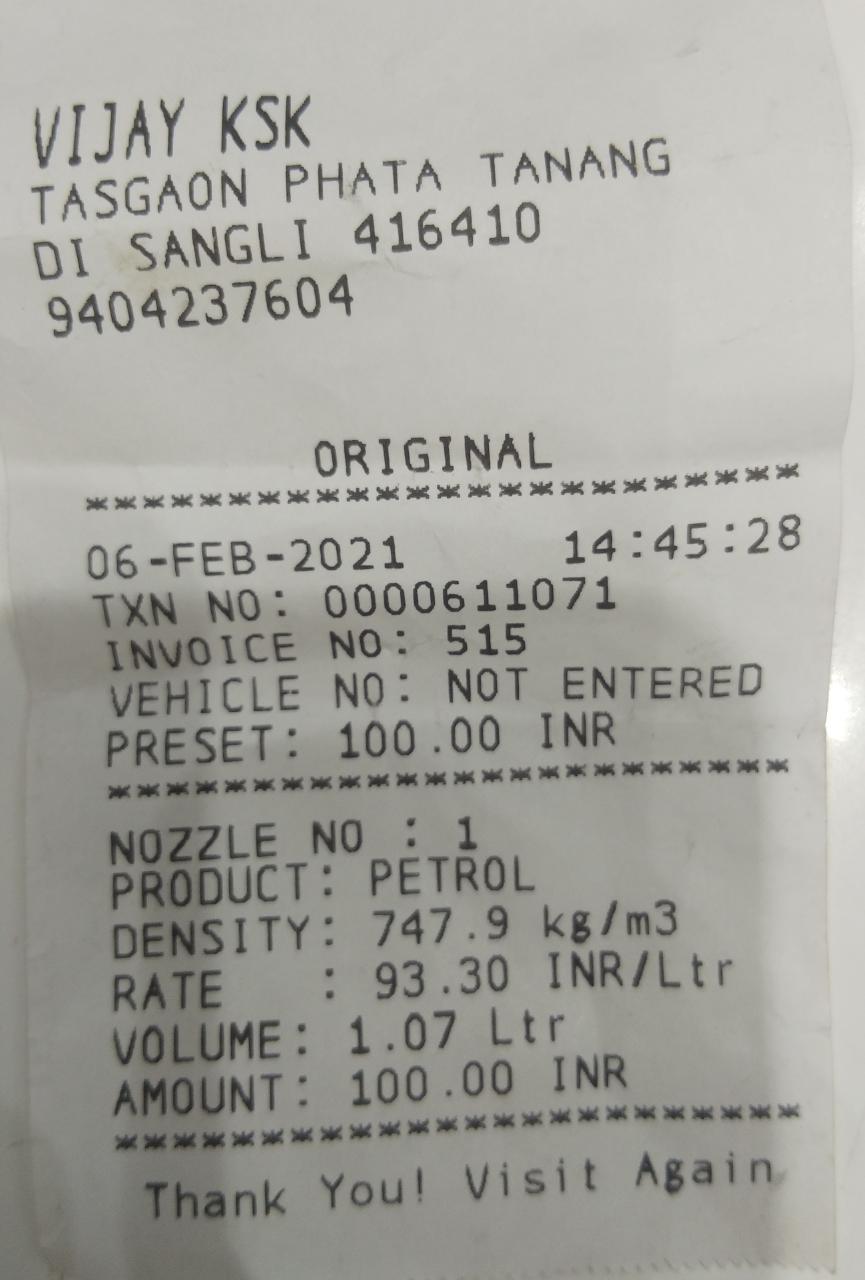 VIJAY KSK
TASGAON PHATA TANANG
DI SANGLI 416410
9404237604
ORIGINAL
*************************
06-FEB-2021 14:45:28
TXN NO: 0000611071
INVOICE NO: 515
VEHICLE NO: NOT ENTERED
PRESET: 100.00 INR
************************
NOZZLE NO : 1
PRODUCT: PETROL
DENSITY: 747.9 kg/m3
RATE : 93.30 INR/Ltr
VOLUME: 1.07 Ltr
AMOUNT: 100.00 INR
************************
Thank You! Visit Again